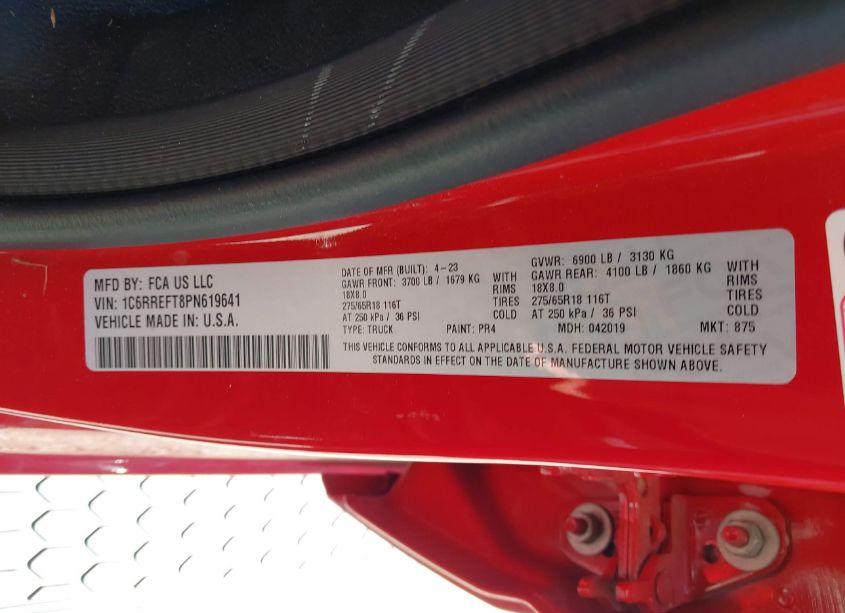 MFD BY: FCA US LLC
VIN: 1C6RREFT8PN619641
VEHICLE MADE IN: U.S.A.
DATE OF MFR (BUILT): 4-23
GAWR FRONT: 3700 LB / 1679 KG WITH
18X8.0 RIMS
275/65R18 116T TIRES
AT 250 kPa / 36 PSI COLD
TYPE: TRUCK PAINT: PR4
GVWR: 6900 LB / 3130 KG
GAWR REAR: 4100 LB / 1860 KG WITH
18X8.0 RIMS
275/65R18 116T TIRES
AT 250 kPa / 36 PSI COLD
MDH: 042019 MKT: 875
THIS VEHICLE CONFORMS TO ALL APPLICABLE U.S.A. FEDERAL MOTOR VEHICLE SAFETY
STANDARDS IN EFFECT ON THE DATE OF MANUFACTURE SHOWN ABOVE.